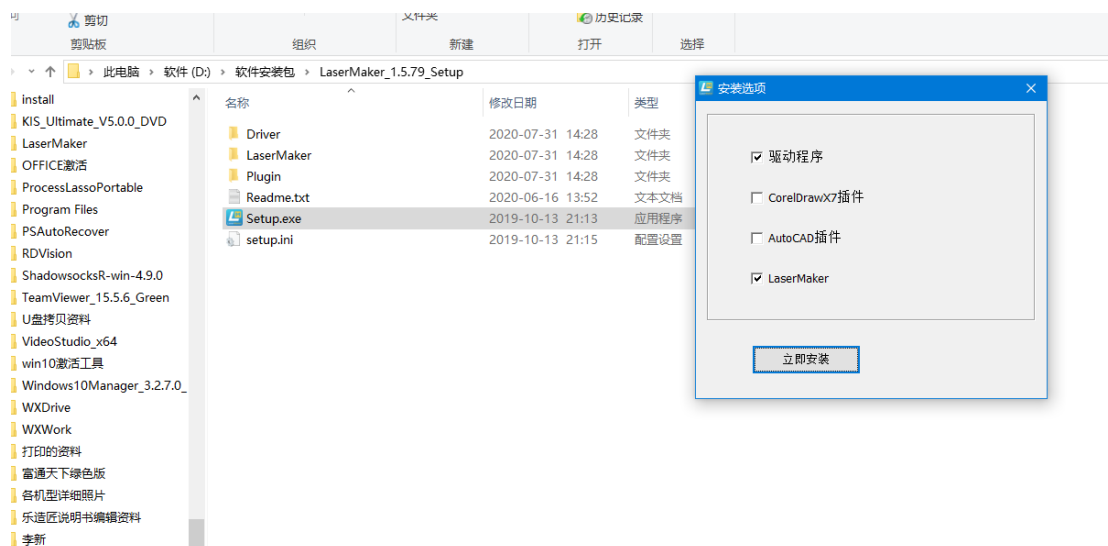 剪切
文件夹
历史记录
剪贴板
组织
新建
打开
选择
此电脑 › 软件 (D:) › 软件安装包 › LaserMaker_1.5.79_Setup
install
KIS_Ultimate_V5.0.0_DVD
LaserMaker
OFFICE激活
ProcessLassoPortable
Program Files
PSAutoRecover
RDVision
ShadowsocksR-win-4.9.0
TeamViewer_15.5.6_Green
U盘拷贝资料
VideoStudio_x64
win10激活工具
Windows10Manager_3.2.7.0_
WXDrive
WXWork
打印的资料
富通天下绿色版
各机型详细照片
乐造匠说明书编辑资料
李新
名称 修改日期 类型
Driver 2020-07-31 14:28 文件夹
LaserMaker 2020-07-31 14:28 文件夹
Plugin 2020-07-31 14:28 文件夹
Readme.txt 2020-06-16 13:52 文本文档
Setup.exe 2019-10-13 21:13 应用程序
setup.ini 2019-10-13 21:15 配置设置
安装选项
驱动程序
CorelDrawX7插件
AutoCAD插件
LaserMaker
立即安装